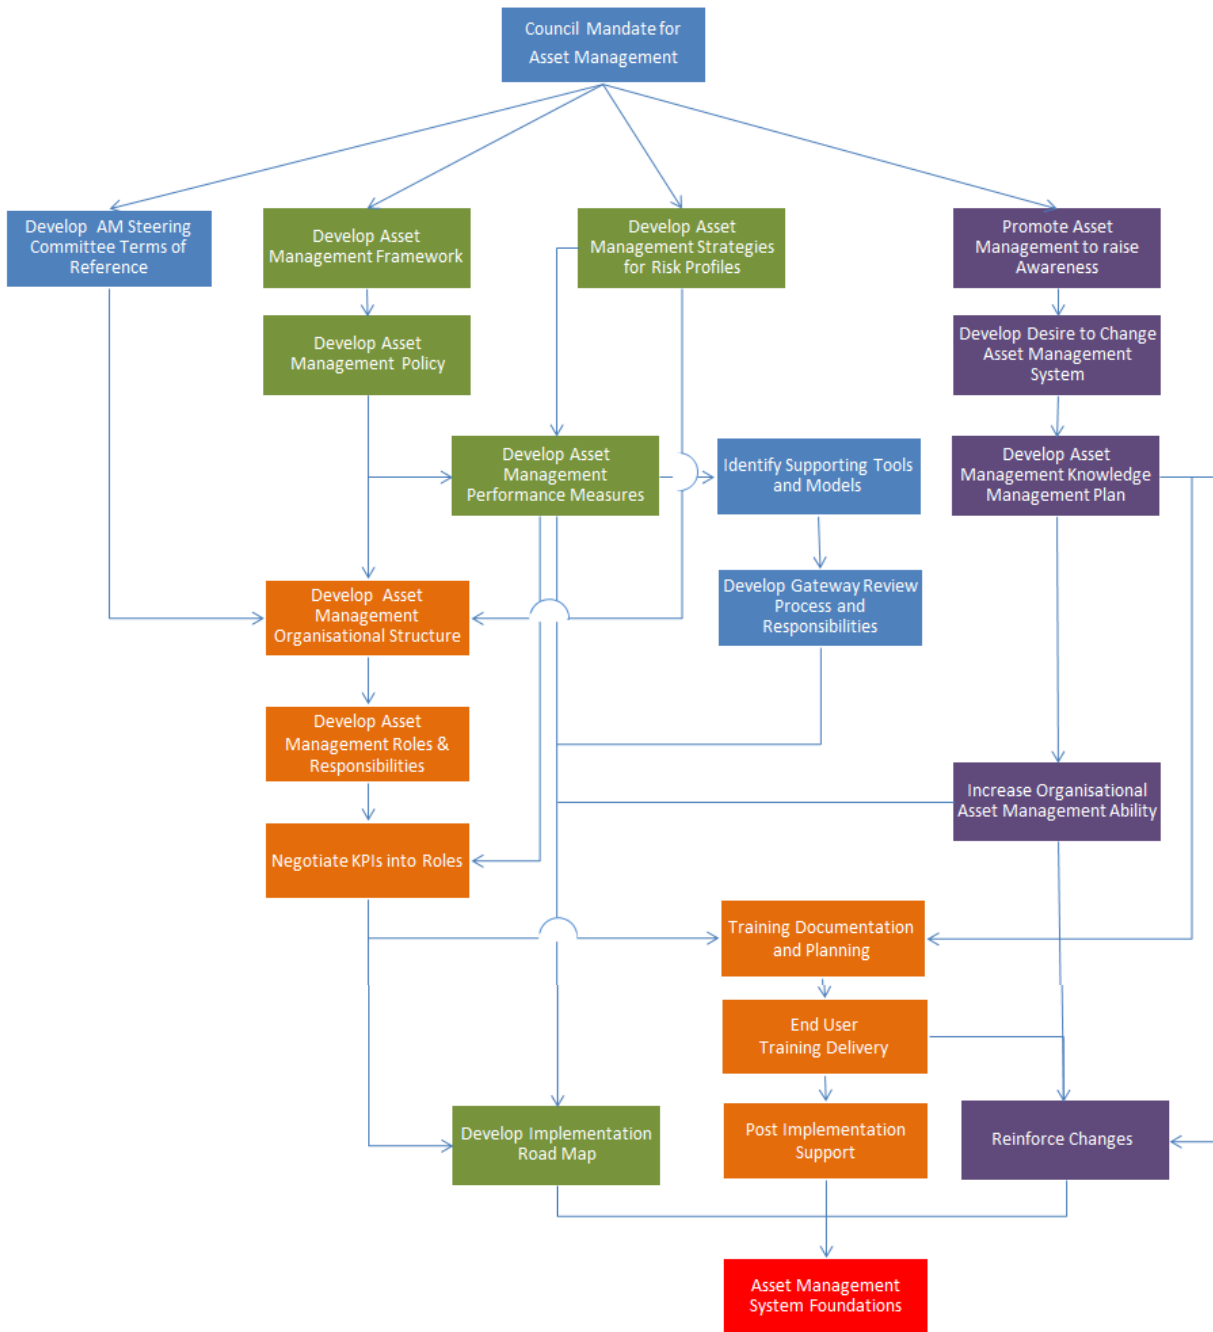 Council Mandate for
Asset Management
Develop AM Steering
Committee Terms of
Reference
Develop Asset
Management Framework
Develop Asset
Management Strategies
for Risk Profiles
Promote Asset
Management to raise
Awareness
Develop Asset
Management Policy
Develop Desire to Change
Asset Management
System
Develop Asset
Management
Performance Measures
Identify Supporting Tools
and Models
Develop Asset
Management Knowledge
Management Plan
Develop Asset
Management
Organisational Structure
Develop Gateway Review
Process and
Responsibilities
Develop Asset
Management Roles &
Responsibilities
Increase Organisational
Asset Management Ability
Negotiate KPIs into Roles
Training Documentation
and Planning
End User
Training Delivery
Develop Implementation
Road Map
Post Implementation
Support
Reinforce Changes
Asset Management
System Foundations